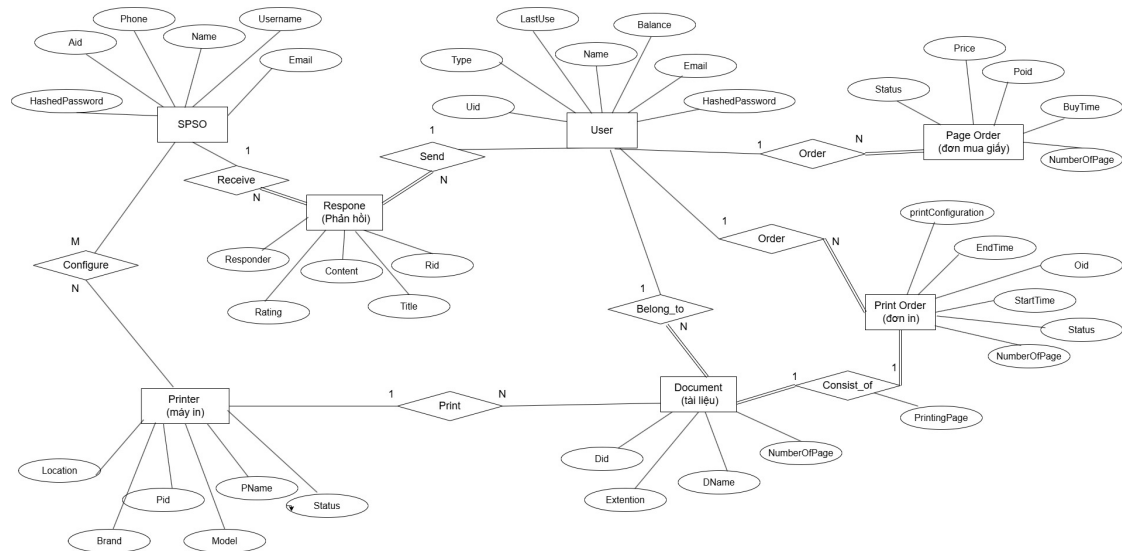 Phone
Username
Aid
Name
Email
HashedPassword
SPSO
LastUse
Balance
Type
Name
Email
Uid
HashedPassword
User
Price
Poid
Status
BuyTime
NumberOfPage
Page Order
(đơn mua giấy)
1
Order
N
1
Receive
N
1
Send
N
Respone
(Phản hồi)
Responder
Content
Rid
Rating
Title
1
Order
N
printConfiguration
EndTime
Oid
StartTime
Status
NumberOfPage
Print Order
(đơn in)
M
Configure
N
1
Belong_to
N
1
Consist_of
1
PrintingPage
Printer
(máy in)
1
Print
N
Document
(tài liệu)
Location
Pid
PName
Status
Brand
Model
Did
Extention
DName
NumberOfPage